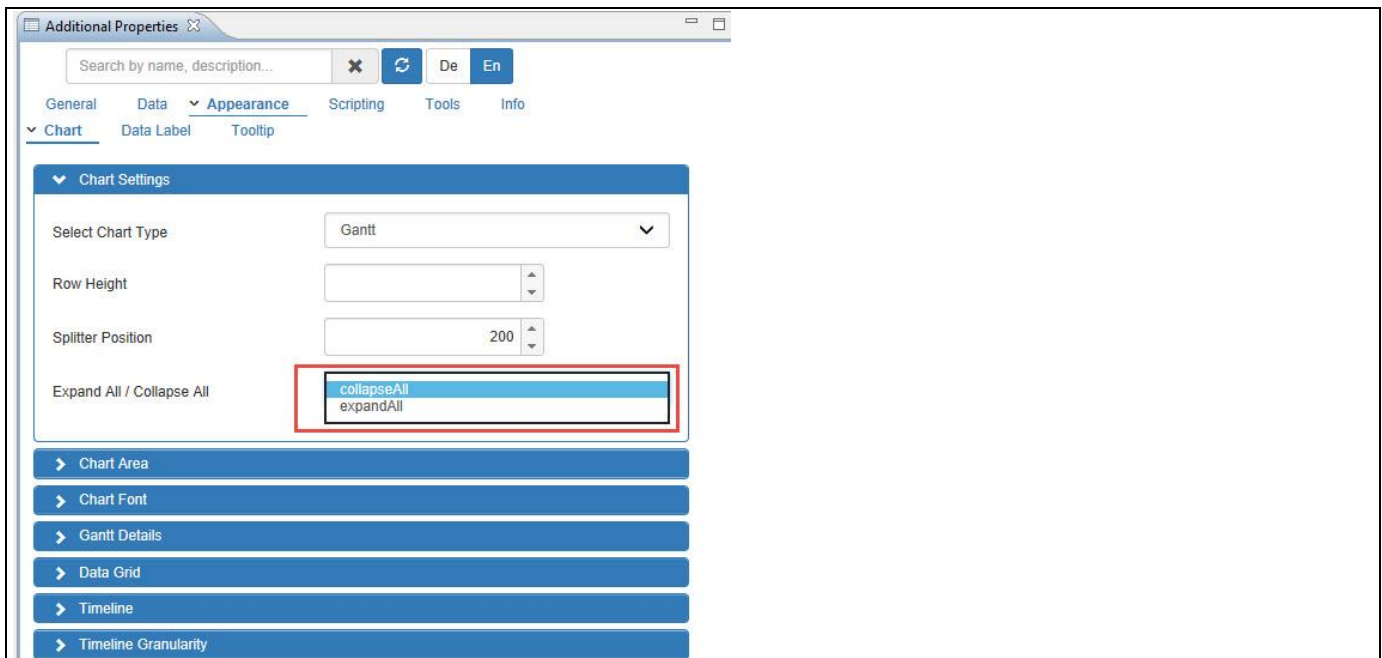 Additional Properties
Search by name, description... De En
General Data Appearance Scripting Tools Info
Chart Data Label Tooltip
Chart Settings
Select Chart Type Gantt
Row Height
Splitter Position 200
Expand All / Collapse All collapseAll
expandAll
Chart Area
Chart Font
Gantt Details
Data Grid
Timeline
Timeline Granularity